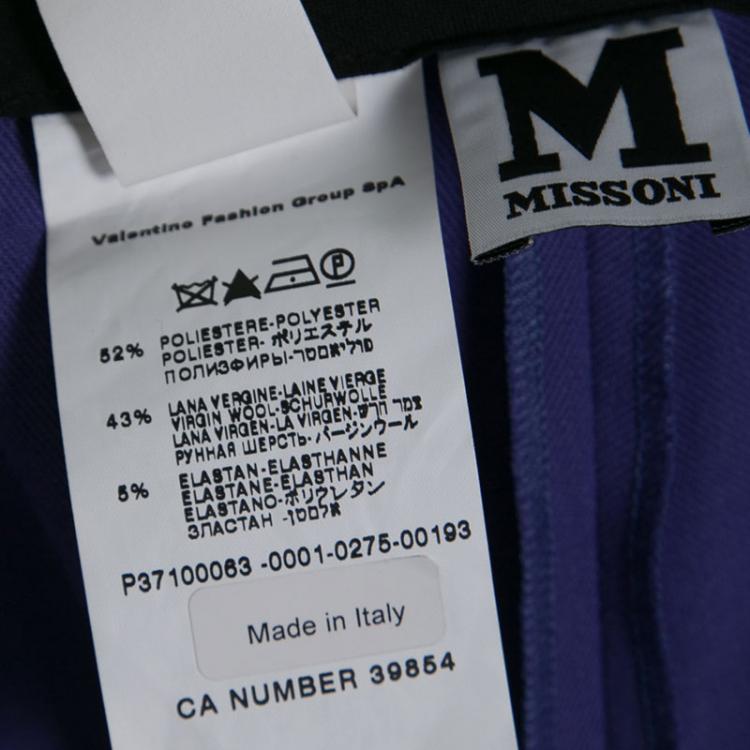 M
MISSONI
Valentino Fashion Group SpA
P
52% POLIESTERE-POLYESTER
POLIESTER- ポリエステル
ПОЛИЭФИРЫ-פוליאסטר
43% LANA VERGINE-LAINE VIERGE
VIRGIN WOOL-SCHURWOLLE
LANA VIRGEN-LA VIRGEN-צמר חדש
РУННАЯ ШЕРСТЬ-バージンウール
5% ELASTAN-ELASTHANNE
ELASTANE-ELASTHAN
ELASTANO-ポリウレタン
ЭЛАСТАН -אלסטן
P37100063 -0001-0275-00193
Made in Italy
CA NUMBER 39854